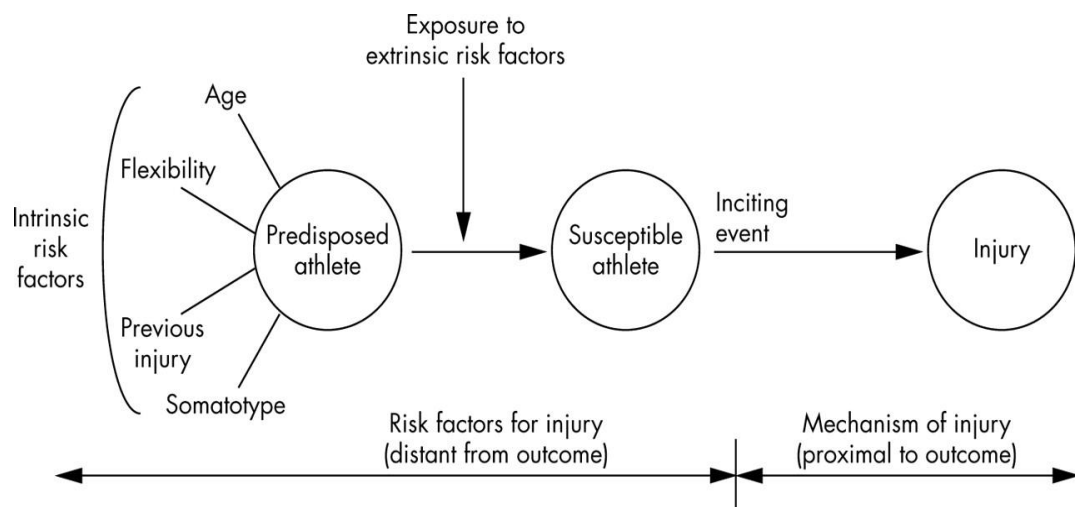 Exposure to
extrinsic risk factors
Age
Flexibility
Intrinsic
risk
factors
Previous
injury
Somatotype
Predisposed
athlete
Susceptible
athlete
Inciting
event
Injury
Risk factors for injury
(distant from outcome)
Mechanism of injury
(proximal to outcome)